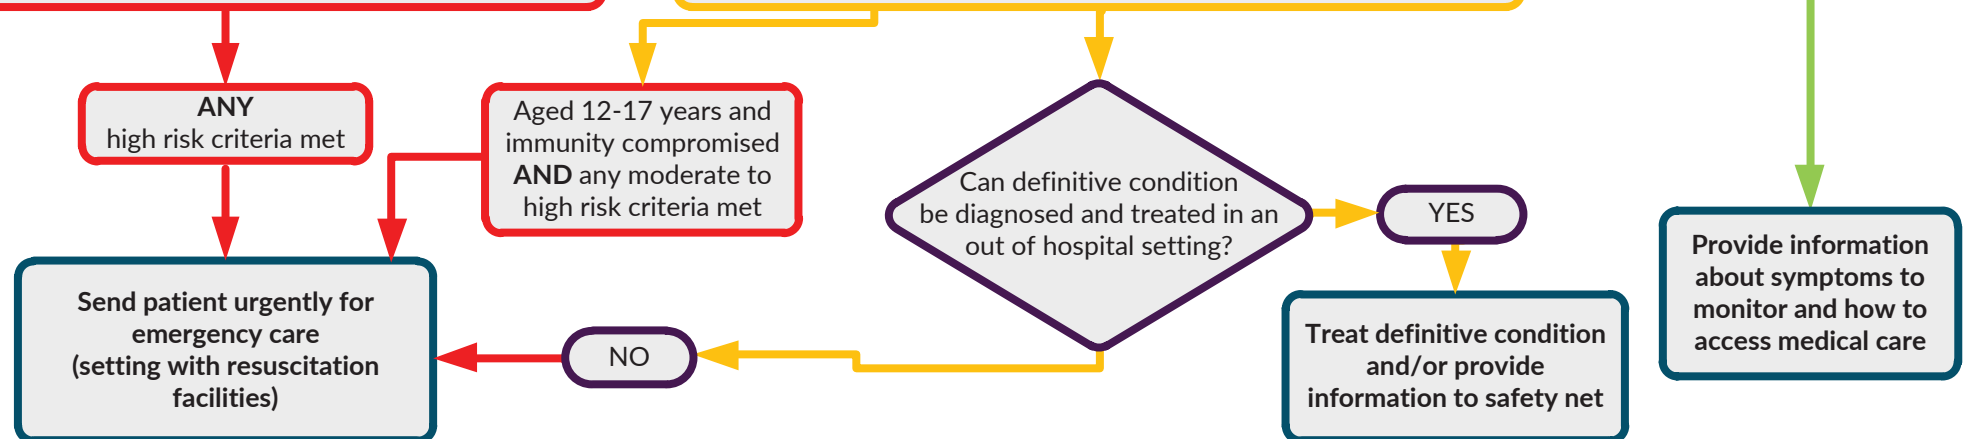 ANY
high risk criteria met
Aged 12-17 years and
immunity compromised
AND any moderate to
high risk criteria met
Can definitive condition
be diagnosed and treated in an
out of hospital setting?
YES
Provide information
about symptoms to
monitor and how to
access medical care
Send patient urgently for
emergency care
(setting with resuscitation
facilities)
NO
Treat definitive condition
and/or provide
information to safety net